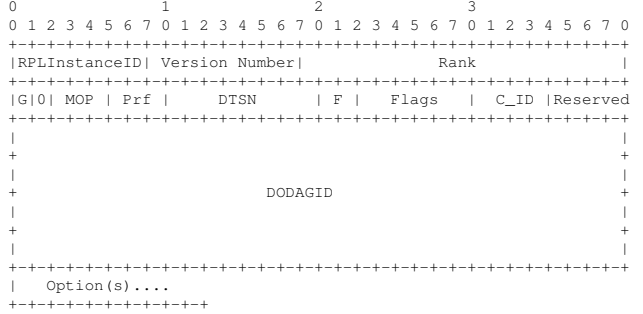 0                   1                   2                   3
0 1 2 3 4 5 6 7 0 1 2 3 4 5 6 7 0 1 2 3 4 5 6 7 0 1 2 3 4 5 6 7 0
+-+-+-+-+-+-+-+-+-+-+-+-+-+-+-+-+-+-+-+-+-+-+-+-+-+-+-+-+-+-+-+-+
|RPLInstanceID| Version Number|              Rank               |
+-+-+-+-+-+-+-+-+-+-+-+-+-+-+-+-+-+-+-+-+-+-+-+-+-+-+-+-+-+-+-+-+
|G|0| MOP | Prf |     DTSN      | F |   Flags   |  C_ID |Reserved
+-+-+-+-+-+-+-+-+-+-+-+-+-+-+-+-+-+-+-+-+-+-+-+-+-+-+-+-+-+-+-+-+
|                                                               |
+                                                               +
|                                                               |
+                          DODAGID                              +
|                                                               |
+                                                               +
|                                                               |
+-+-+-+-+-+-+-+-+-+-+-+-+-+-+-+-+-+-+-+-+-+-+-+-+-+-+-+-+-+-+-+-+
|   Option(s)....
+-+-+-+-+-+-+-+-+-+-+